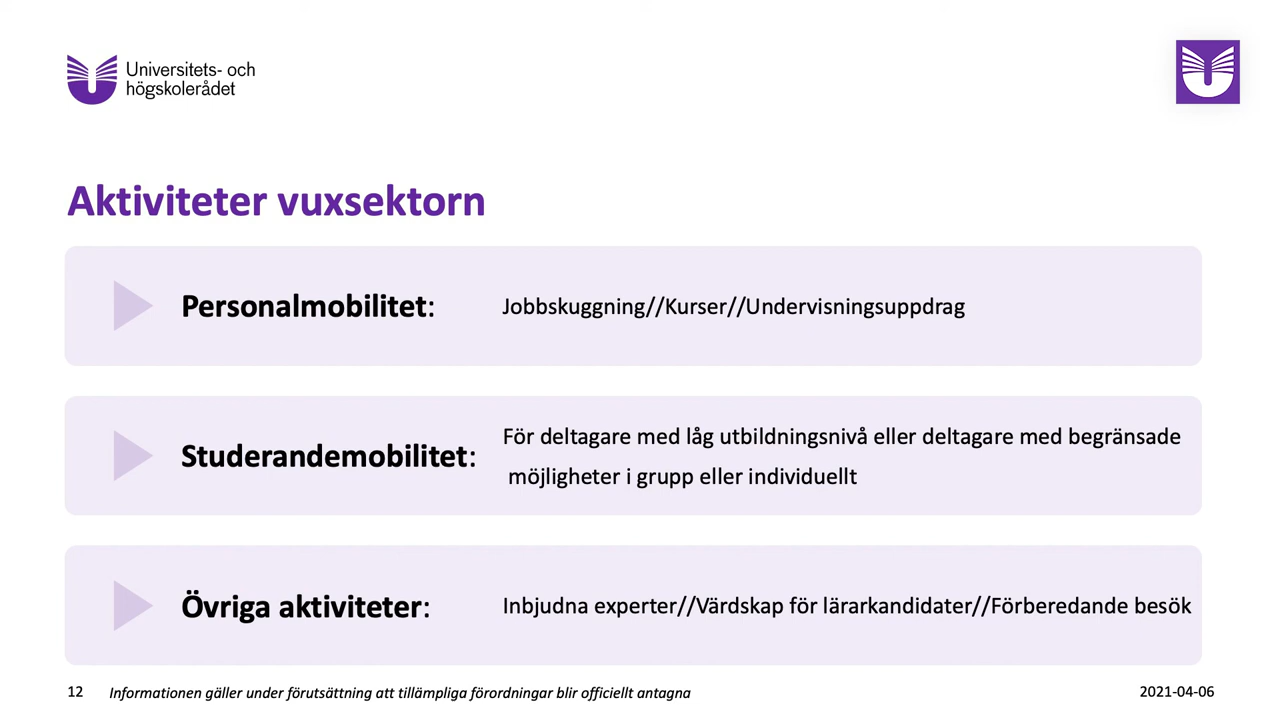 Universitets- och
högskolerådet
Aktiviteter vuxsektorn
Personalmobilitet:
Jobbskuggning//Kurser//Undervisningsuppdrag
Studerandemobilitet:
För deltagare med låg utbildningsnivå eller deltagare med begränsade
möjligheter i grupp eller individuellt
Övriga aktiviteter:
Inbjudna experter//Värdskap för lärarkandidater//Förberedande besök
12
Informationen gäller under förutsättning att tillämpliga förordningar blir officiellt antagna
2021-04-06